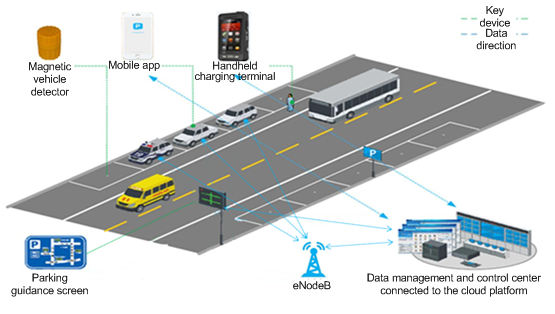 Key
device
Data
direction
Magnetic
vehicle
detector
Mobile app
Handheld
charging terminal
P
P
P
Parking
guidance screen
eNodeB
Data management and control center
connected to the cloud platform